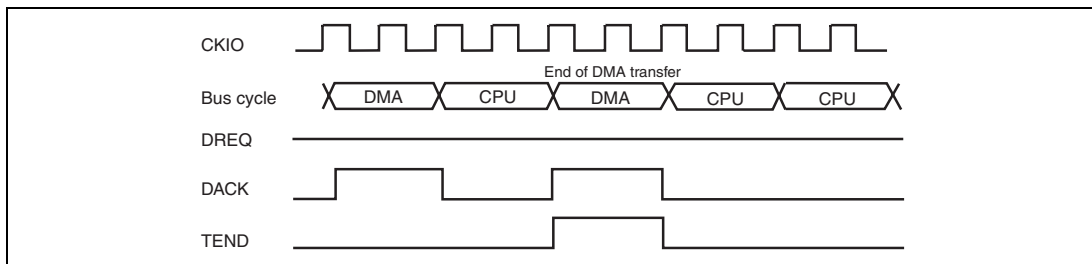 CKIO
End of DMA transfer
Bus cycle DMA CPU DMA CPU CPU
DREQ
DACK
TEND